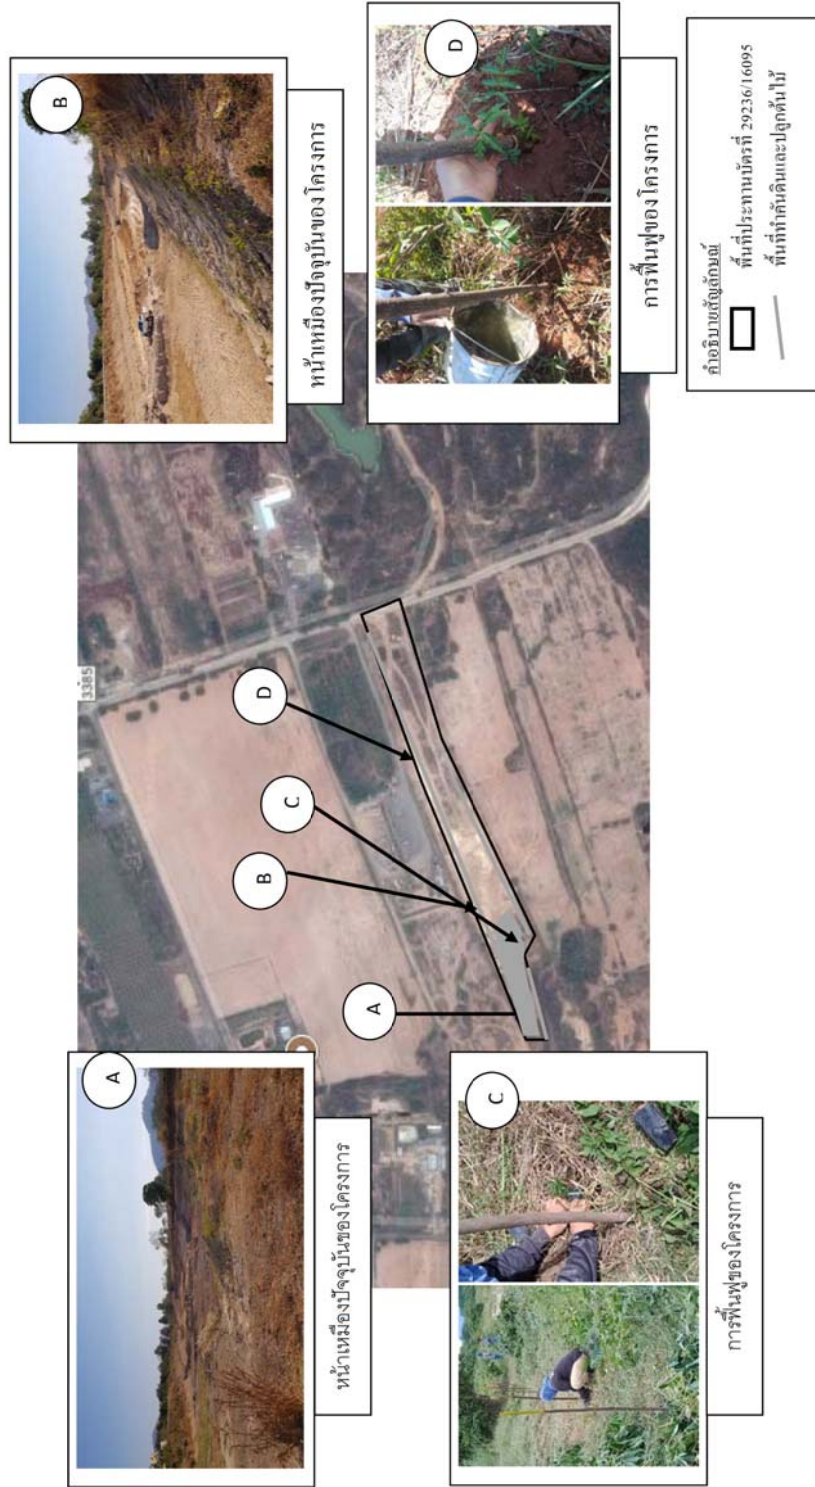 A
หน้าเหมืองปัจจุบันของโครงการ
B
หน้าเหมืองปัจจุบันของโครงการ
3385
A
B
C
D
C
การฟื้นฟูของโครงการ
D
การฟื้นฟูของโครงการ
คำอธิบายสัญลักษณ์
พื้นที่ประทานบัตรที่ 29236/16095
พื้นที่ทำคันดินและปลูกต้นไม้